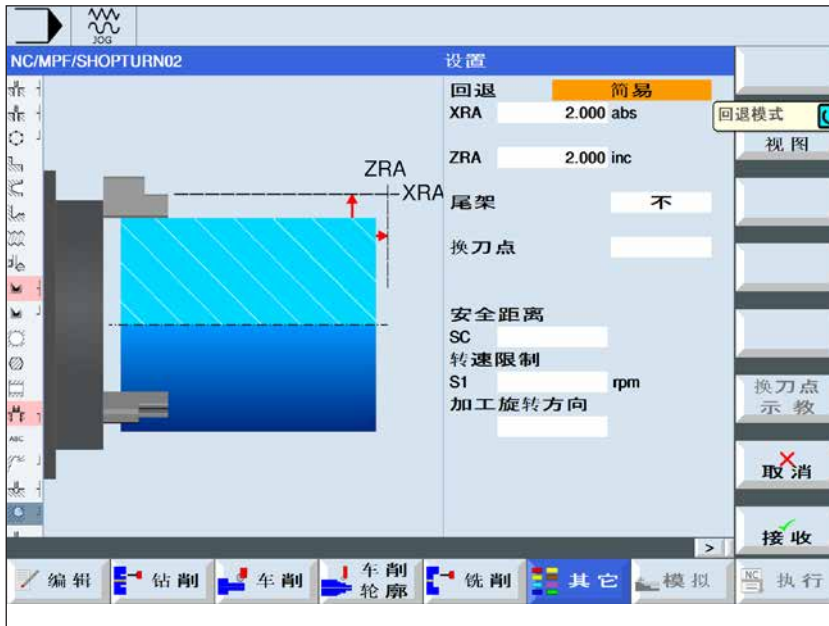 JOG
NC/MPF/SHOPTURN02
设置
回退 简易
XRA 2.000 abs
回退模式
视图
ZRA 2.000 inc
ZRA
XRA
尾架 不
换刀点
安全距离
SC
转速限制
S1 rpm
换刀点
示教
加工旋转方向
ABC
取消
接收
>
编辑
钻削
车削
车削
轮廓
铣削
其它
模拟
NC
执行